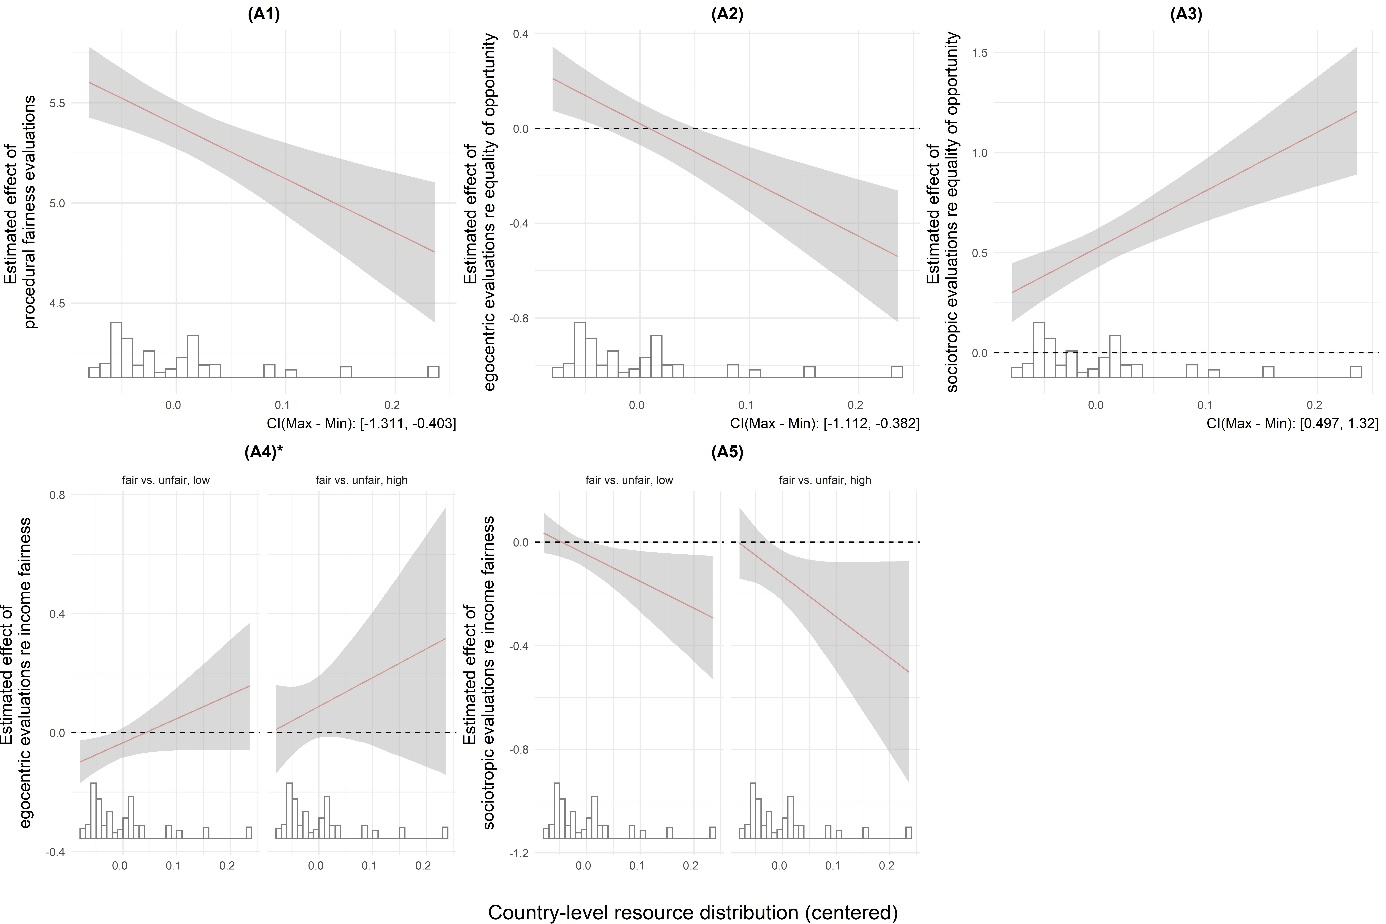 (A1)
Estimated effect of
procedural fairness evaluations
5.5
5.0
4.5
0.0
0.1
0.2
CI(Max - Min): [-1.311, -0.403]
(A2)
Estimated effect of
egocentric evaluations re equality of opportunity
0.4
0.0
-0.4
-0.8
0.0
0.1
0.2
CI(Max - Min): [-1.112, -0.382]
(A3)
Estimated effect of
sociotropic evaluations re equality of opportunity
1.5
1.0
0.5
0.0
0.0
0.1
0.2
CI(Max - Min): [0.497, 1.32]
(A4)*
fair vs. unfair, low
fair vs. unfair, high
Estimated effect of
egocentric evaluations re income fairness
0.8
0.4
0.0
-0.4
0.0
0.1
0.2
0.0
0.1
0.2
(A5)
fair vs. unfair, low
fair vs. unfair, high
Estimated effect of
sociotropic evaluations re income fairness
0.0
-0.4
-0.8
-1.2
0.0
0.1
0.2
0.0
0.1
0.2
Country-level resource distribution (centered)